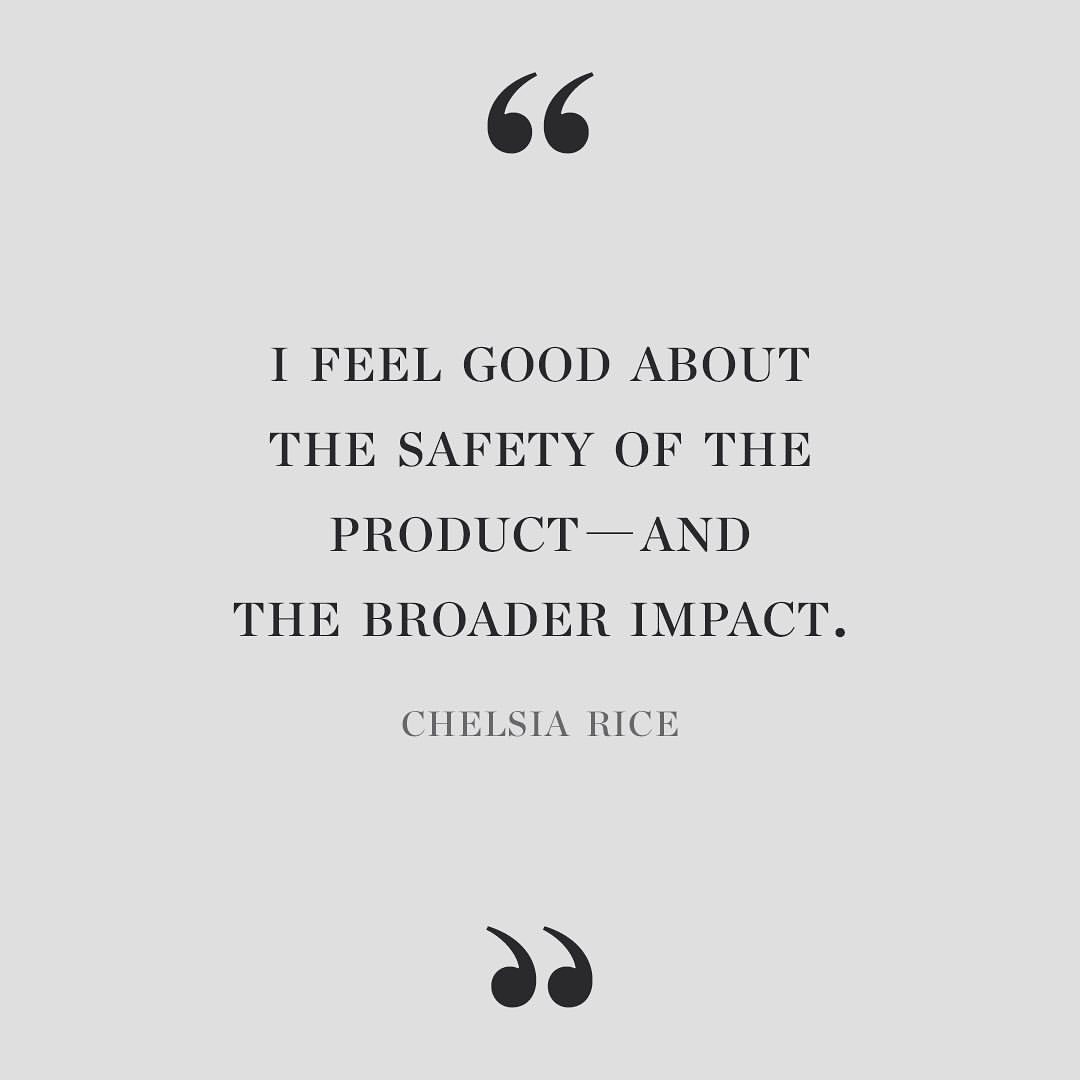 “
I FEEL GOOD ABOUT
THE SAFETY OF THE
PRODUCT—AND
THE BROADER IMPACT.
CHELSIA RICE
”